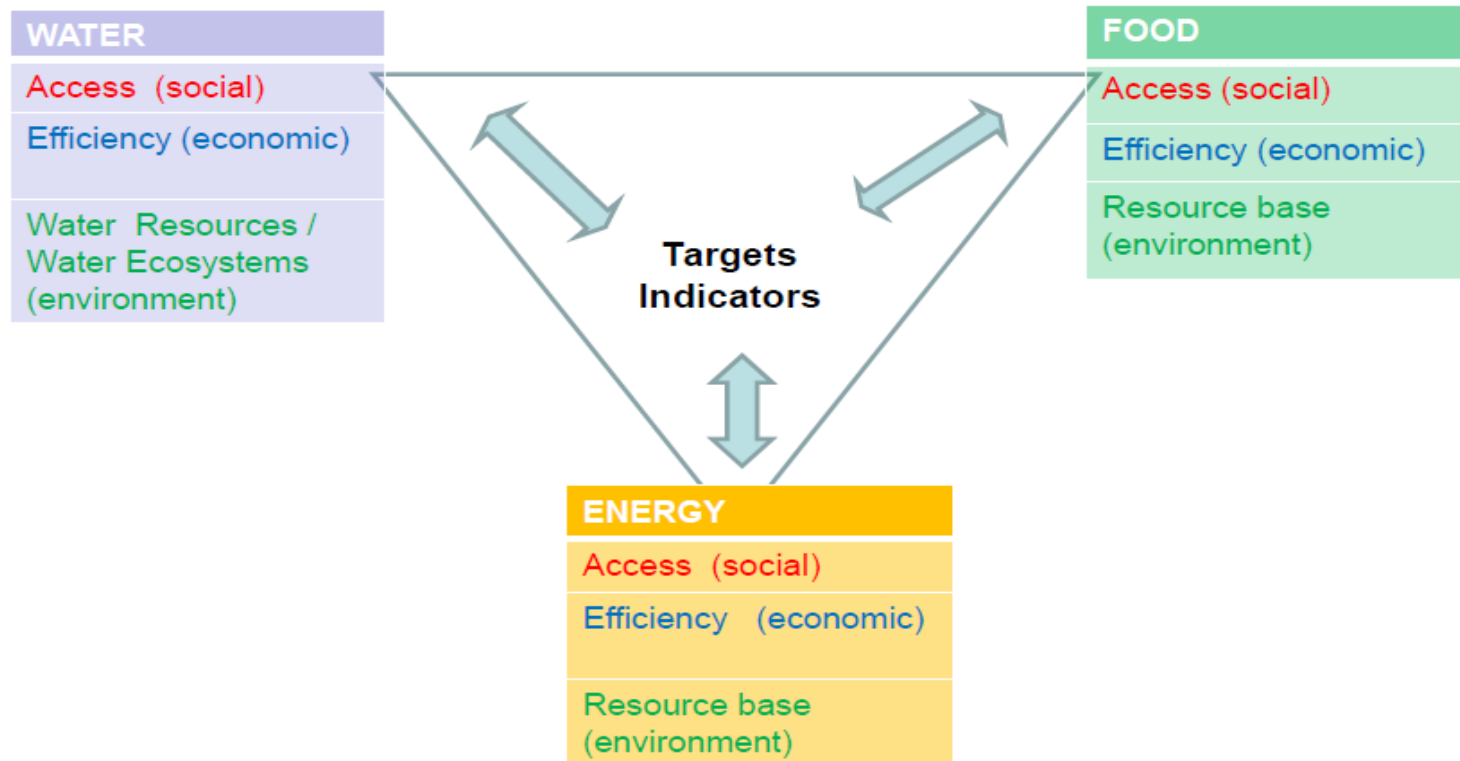 WATER
Access (social)
Efficiency (economic)
Water Resources /
Water Ecosystems
(environment)
FOOD
Access (social)
Efficiency (economic)
Resource base
(environment)
Targets
Indicators
ENERGY
Access (social)
Efficiency (economic)
Resource base
(environment)